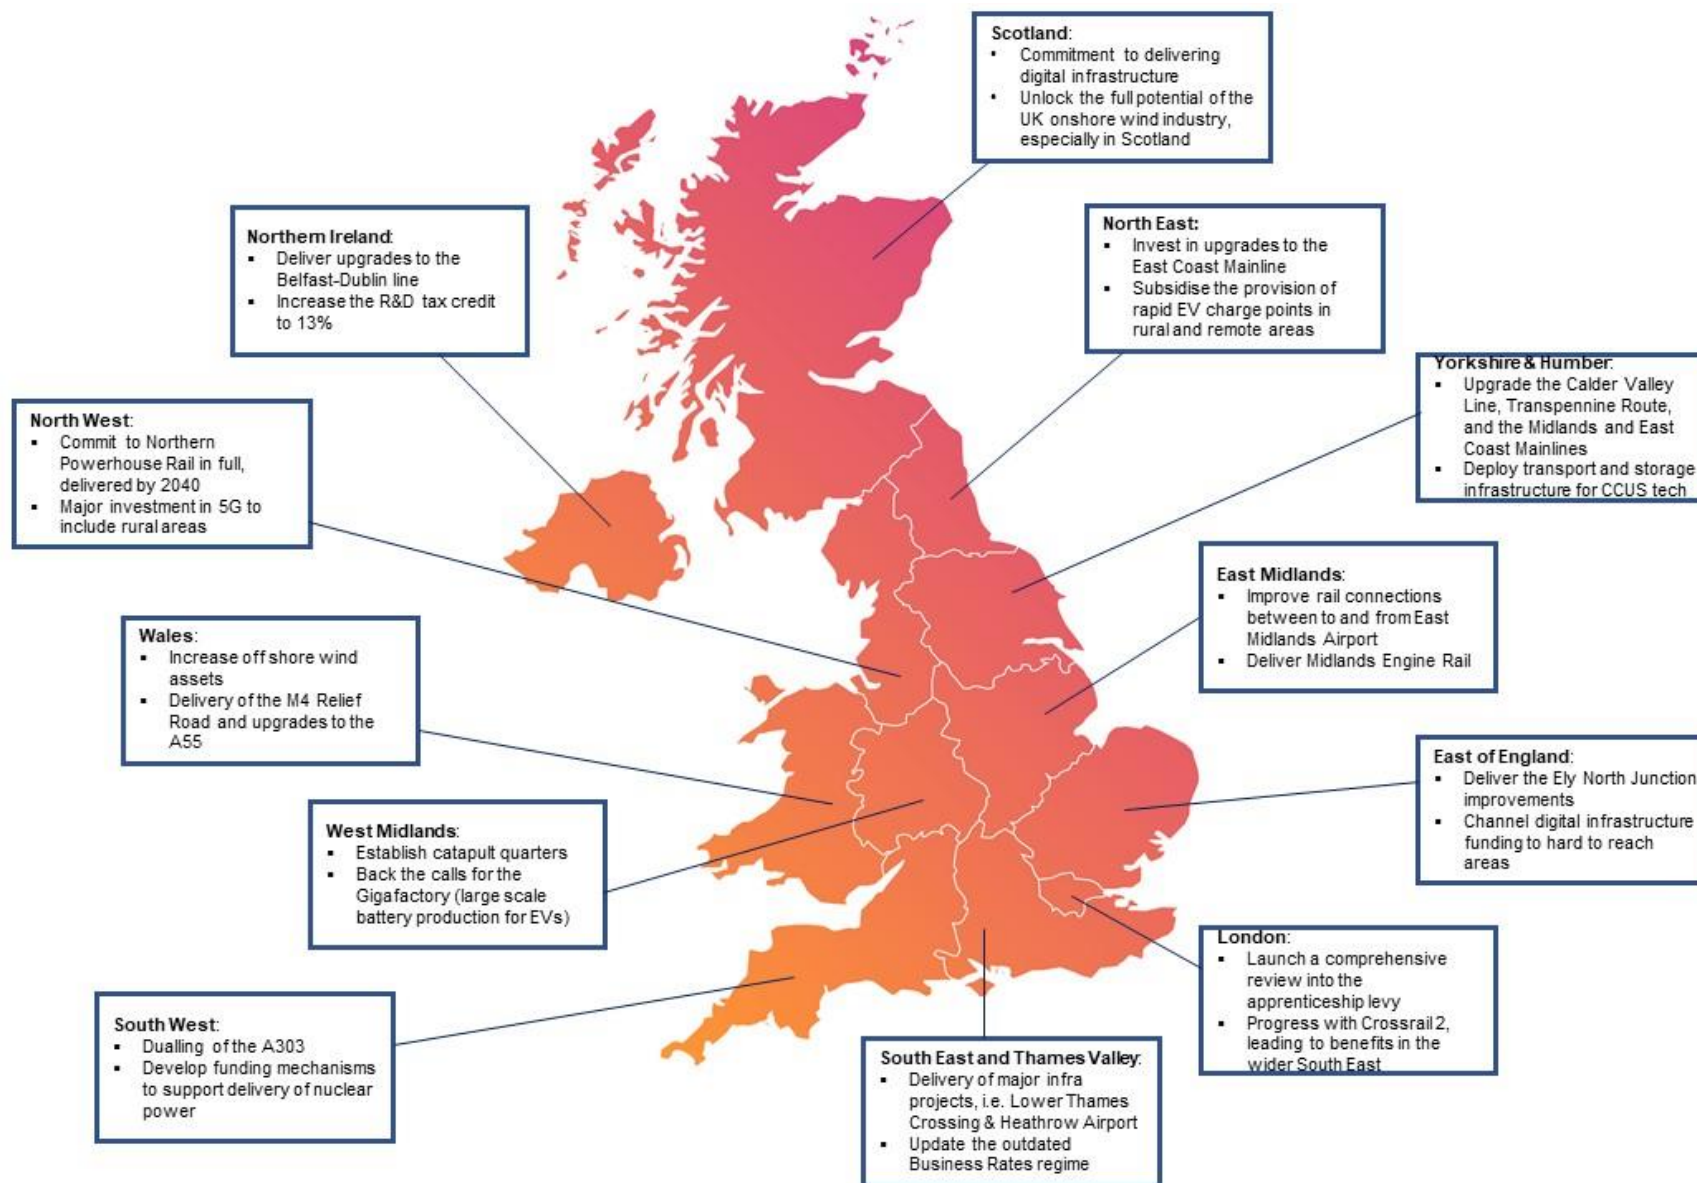 Scotland:
▪ Commitment to delivering
digital infrastructure
▪ Unlock the full potential of the
UK onshore wind industry,
especially in Scotland
Northern Ireland:
▪ Deliver upgrades to the
Belfast-Dublin line
▪ Increase the R&D tax credit
to 13%
North East:
▪ Invest in upgrades to the
East Coast Mainline
▪ Subsidise the provision of
rapid EV charge points in
rural and remote areas
Yorkshire & Humber:
▪ Upgrade the Calder Valley
Line, Transpennine Route,
and the Midlands and East
Coast Mainlines
▪ Deploy transport and storage
infrastructure for CCUS tech
North West:
▪ Commit to Northern
Powerhouse Rail in full,
delivered by 2040
▪ Major investment in 5G to
include rural areas
East Midlands:
▪ Improve rail connections
between to and from East
Midlands Airport
▪ Deliver Midlands Engine Rail
Wales:
▪ Increase off shore wind
assets
▪ Delivery of the M4 Relief
Road and upgrades to the
A55
East of England:
▪ Deliver the Ely North Junction
improvements
▪ Channel digital infrastructure
funding to hard to reach
areas
West Midlands:
▪ Establish catapult quarters
▪ Back the calls for the
Gigafactory (large scale
battery production for EVs)
London:
▪ Launch a comprehensive
review into the
apprenticeship levy
▪ Progress with Crossrail 2,
leading to benefits in the
wider South East
South West:
▪ Dualling of the A303
▪ Develop funding mechanisms
to support delivery of nuclear
power
South East and Thames Valley:
▪ Delivery of major infra
projects, i.e. Lower Thames
Crossing & Heathrow Airport
▪ Update the outdated
Business Rates regime